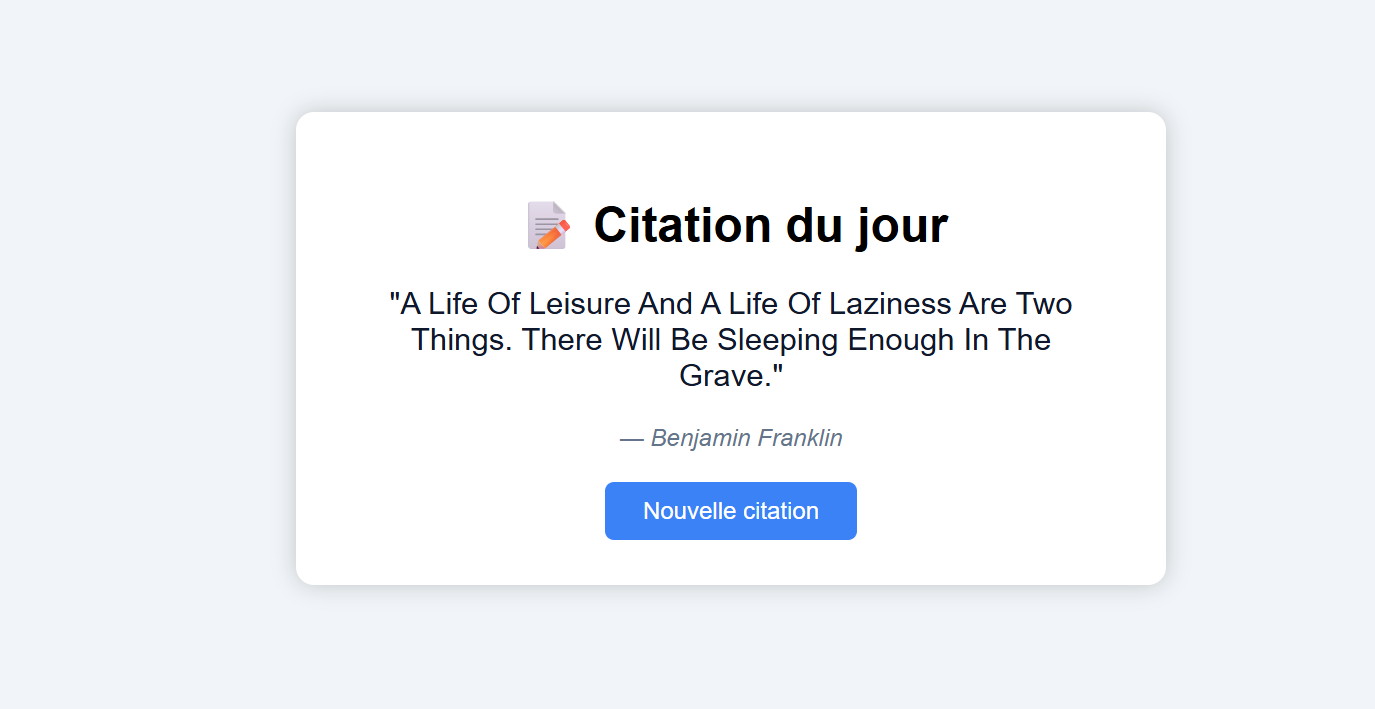 Citation du jour
"A Life Of Leisure And A Life Of Laziness Are Two
Things. There Will Be Sleeping Enough In The
Grave."
— Benjamin Franklin
Nouvelle citation